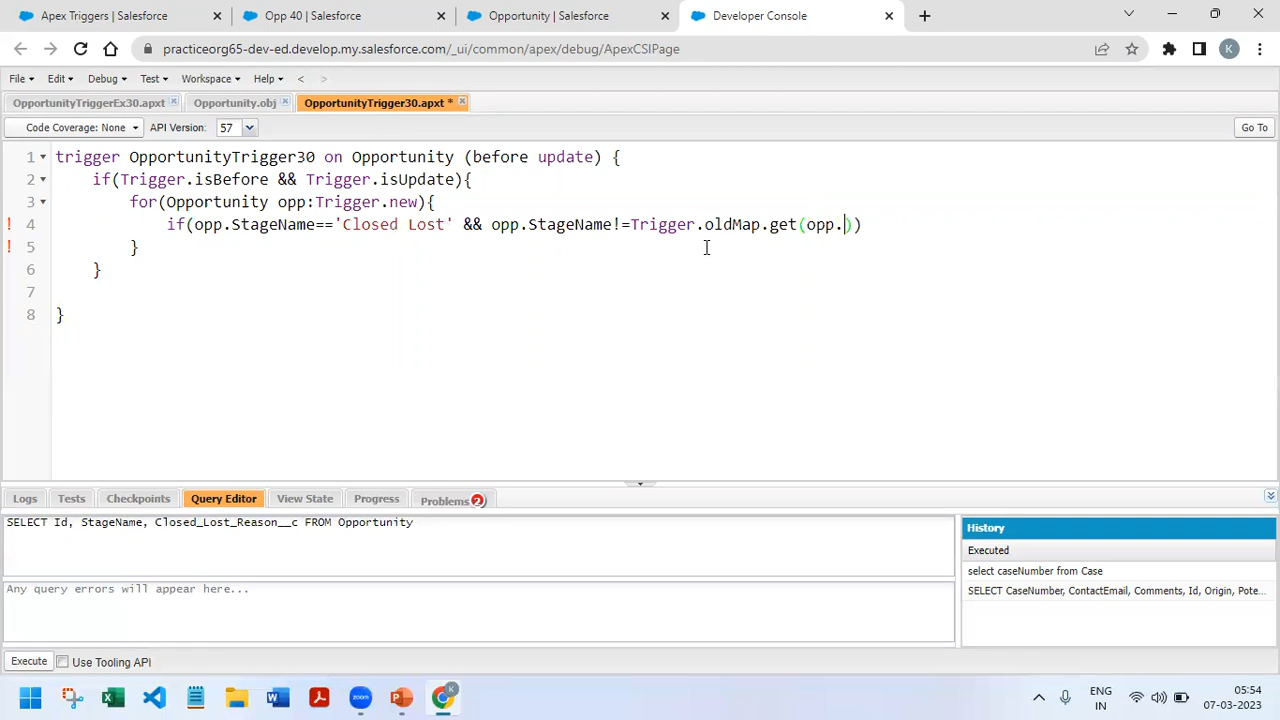 Apex Triggers | Salesforce
Opp 40 | Salesforce
Opportunity | Salesforce
Developer Console
practiceorg65-dev-ed.develop.my.salesforce.com/_ui/common/apex/debug/ApexCSIPage
K
File Edit Debug Test Workspace Help < >
OpportunityTriggerEx30.apxt
Opportunity.obj
OpportunityTrigger30.apxt *
Code Coverage: None API Version: 57 Go To
1 trigger OpportunityTrigger30 on Opportunity (before update) {
2 if(Trigger.isBefore && Trigger.isUpdate){
3 for(Opportunity opp:Trigger.new){
! 4 if(opp.StageName=='Closed Lost' && opp.StageName!=Trigger.oldMap.get(opp.))
! 5 }
6 }
7
8 }
Logs Tests Checkpoints Query Editor View State Progress Problems 2
SELECT Id, StageName, Closed_Lost_Reason__c FROM Opportunity
Any query errors will appear here...
History
Executed
select caseNumber from Case
SELECT CaseNumber, ContactEmail, Comments, Id, Origin, Pote...
Execute Use Tooling API
zoom
K
ENG
IN
05:54
07-03-2023